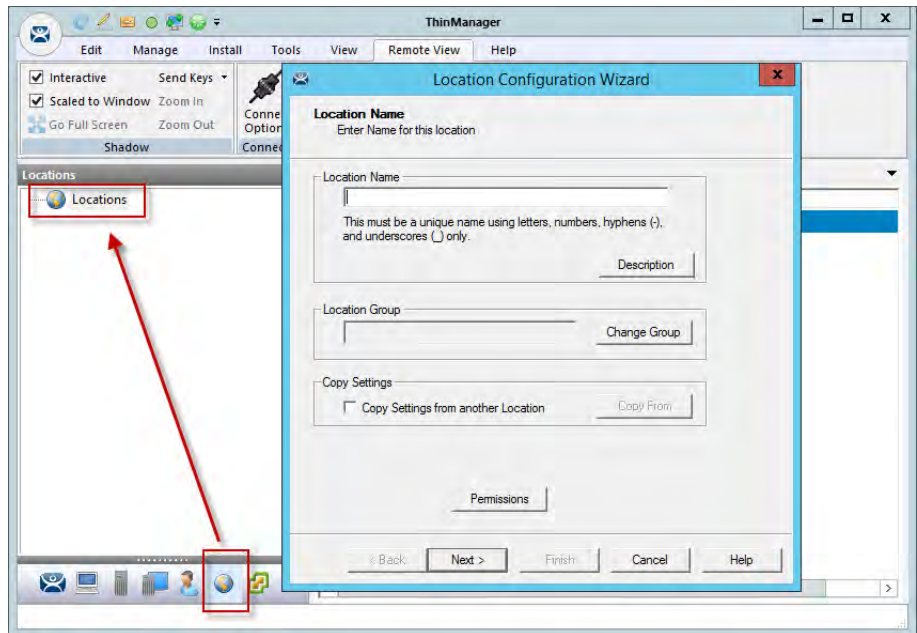 ThinManager
Edit Manage Install Tools View Remote View Help
Interactive Send Keys
Scaled to Window Zoom In
Go Full Screen Zoom Out
Shadow
Conne
Option
Connec
Locations
Locations
Location Configuration Wizard
x
Location Name
Enter Name for this location
Location Name
This must be a unique name using letters, numbers, hyphens (-),
and underscores (_) only.
Description
Location Group
Change Group
Copy Settings
Copy Settings from another Location Copy From
Permissions
< Back Next > Finish Cancel Help